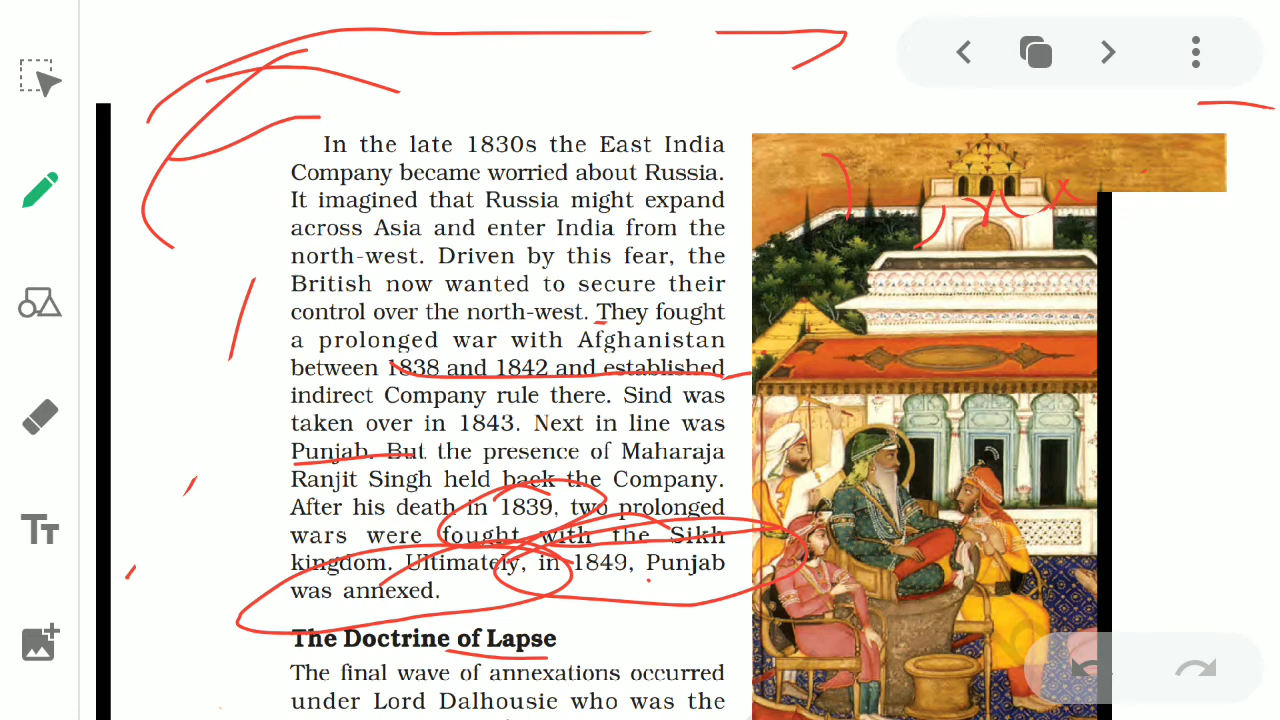 In the late 1830s the East India
Company became worried about Russia.
It imagined that Russia might expand
across Asia and enter India from the
north-west. Driven by this fear, the
British now wanted to secure their
control over the north-west. They fought
a prolonged war with Afghanistan
between 1838 and 1842 and established
indirect Company rule there. Sind was
taken over in 1843. Next in line was
Punjab. But the presence of Maharaja
Ranjit Singh held back the Company.
After his death in 1839, two prolonged
wars were fought with the Sikh
kingdom. Ultimately, in 1849, Punjab
was annexed.
The Doctrine of Lapse
The final wave of annexations occurred
under Lord Dalhousie who was the